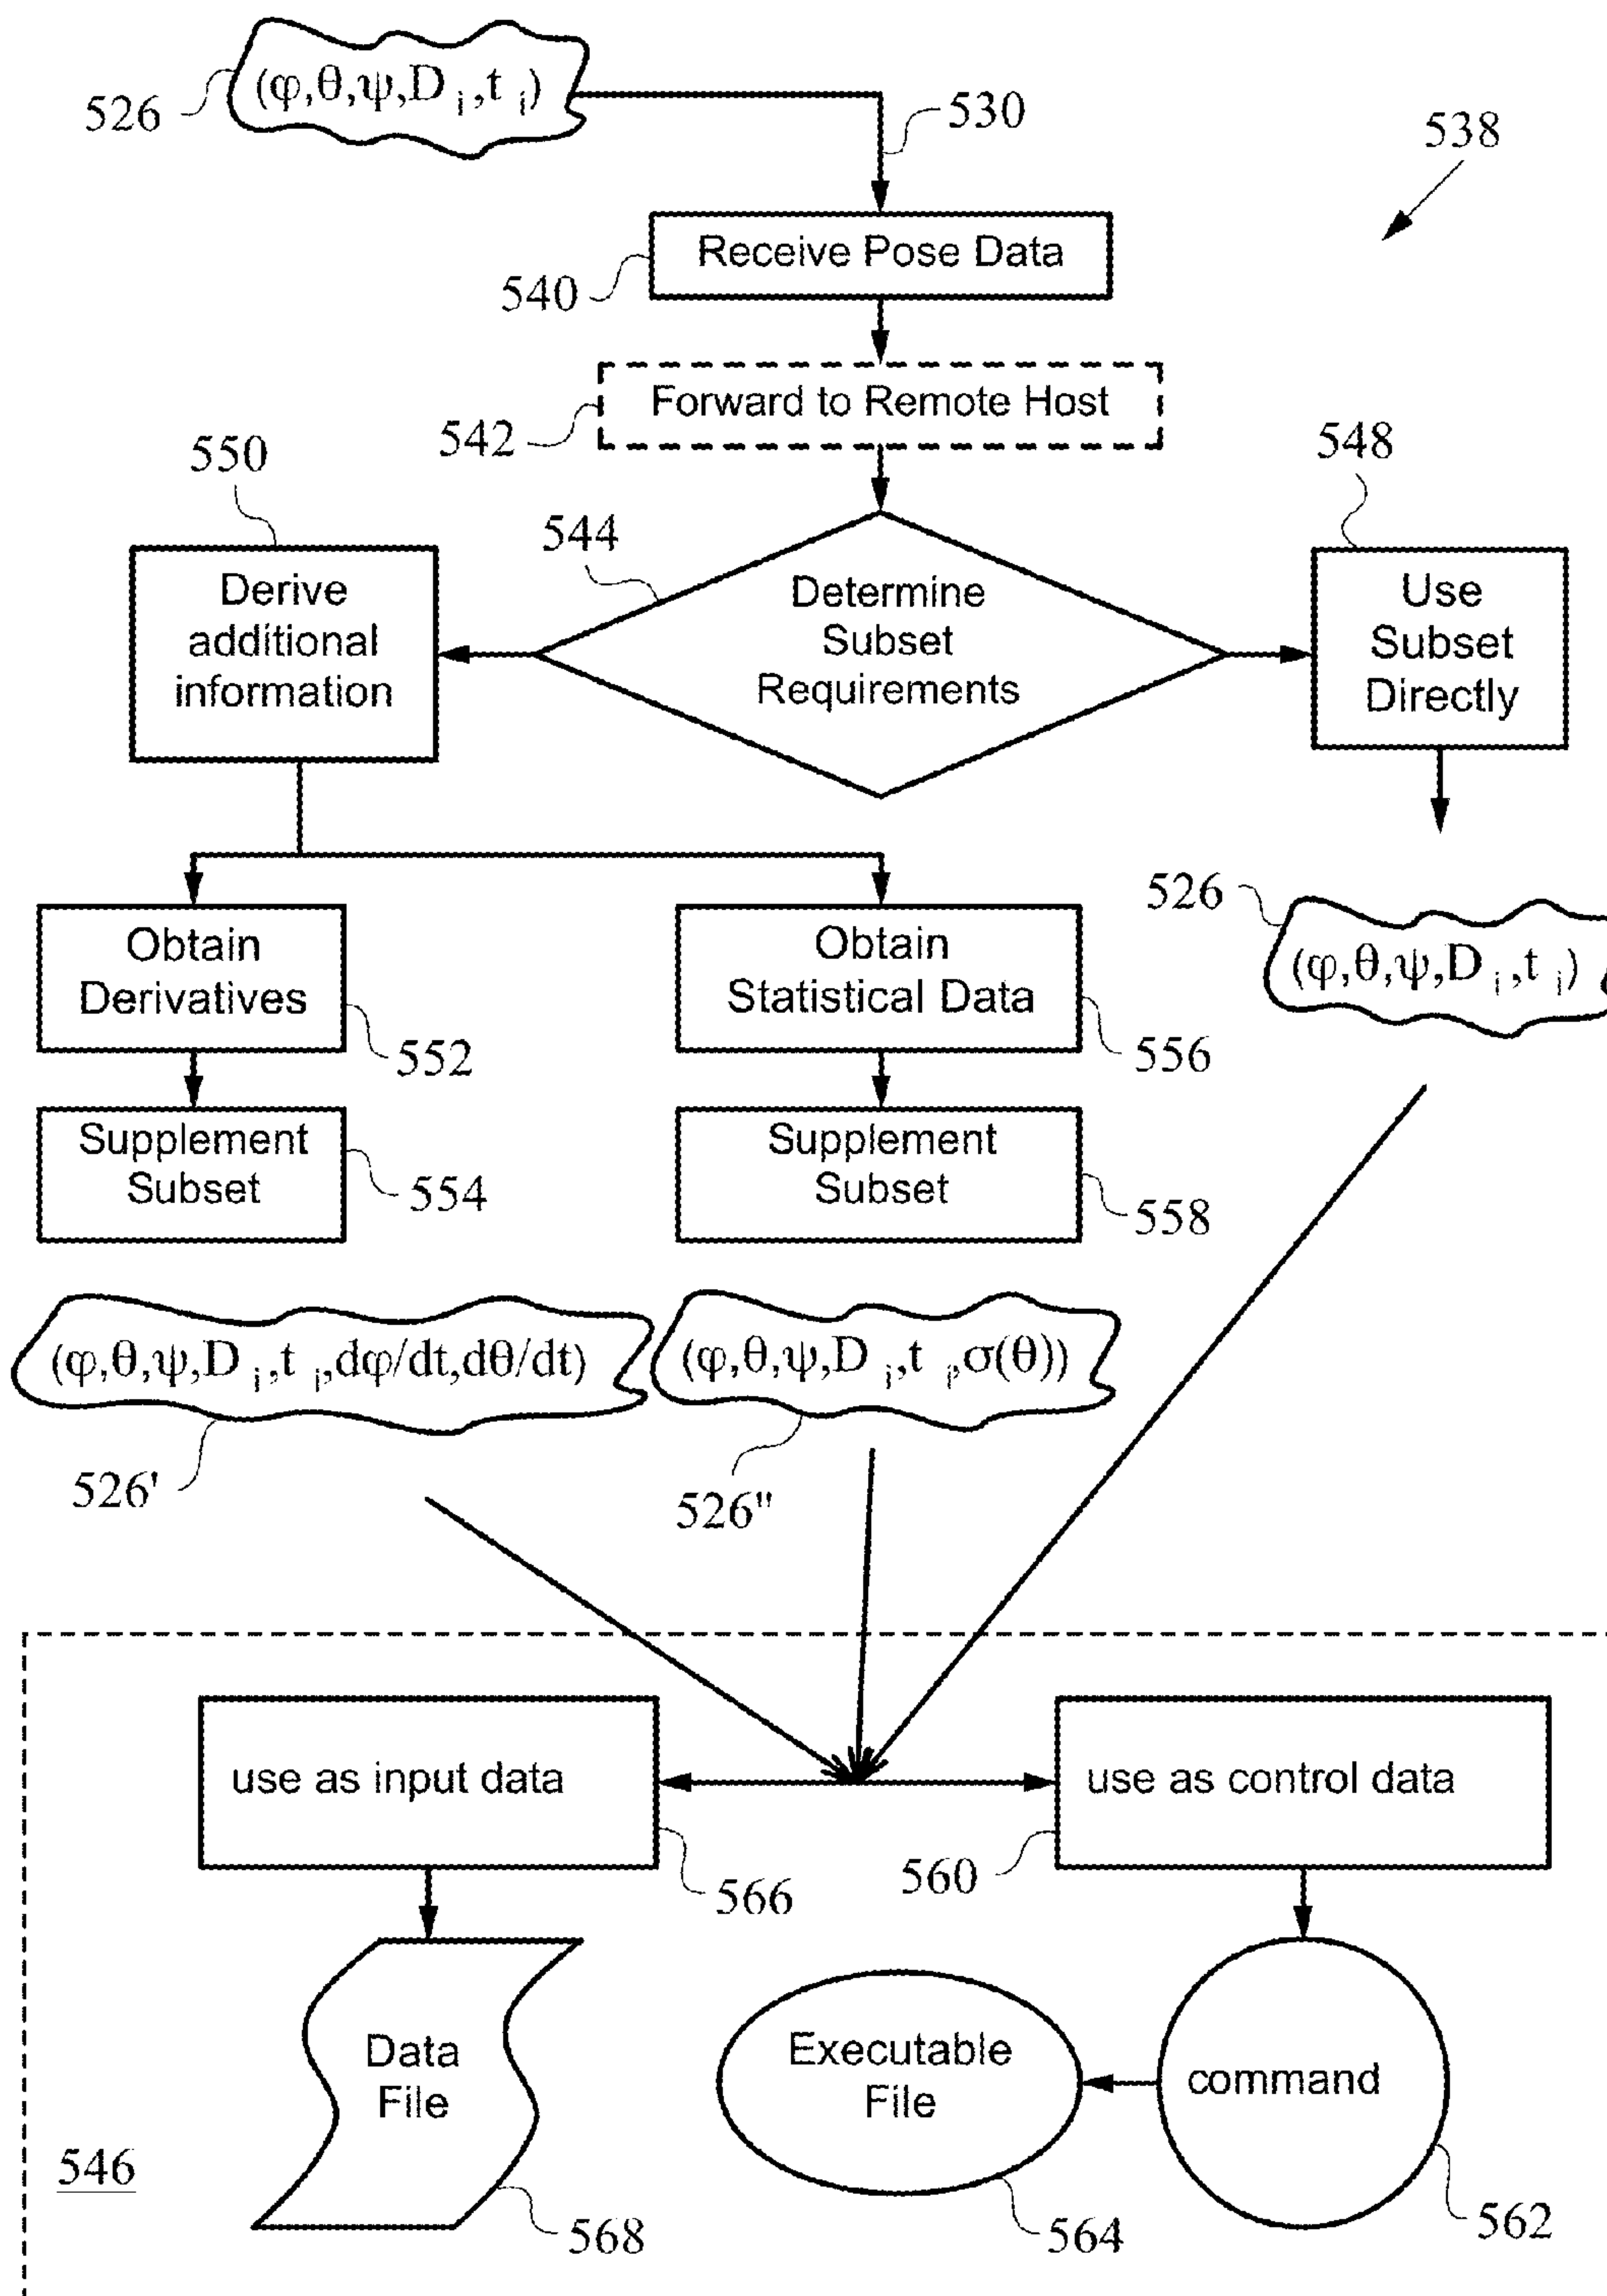 (φ,θ,ψ,D i,t i)
526
530
538
Receive Pose Data
540
Forward to Remote Host
542
550
548
544
Derive
additional
information
Determine
Subset
Requirements
Use
Subset
Directly
526
(φ,θ,ψ,D i,t i)
Obtain
Derivatives
552
Obtain
Statistical Data
556
Supplement
Subset
554
Supplement
Subset
558
(φ,θ,ψ,D i,t i,dφ/dt,dθ/dt)
(φ,θ,ψ,D i,t i,σ(θ))
526'
526"
use as input data
use as control data
566
560
Data
File
Executable
File
command
546
568
564
562